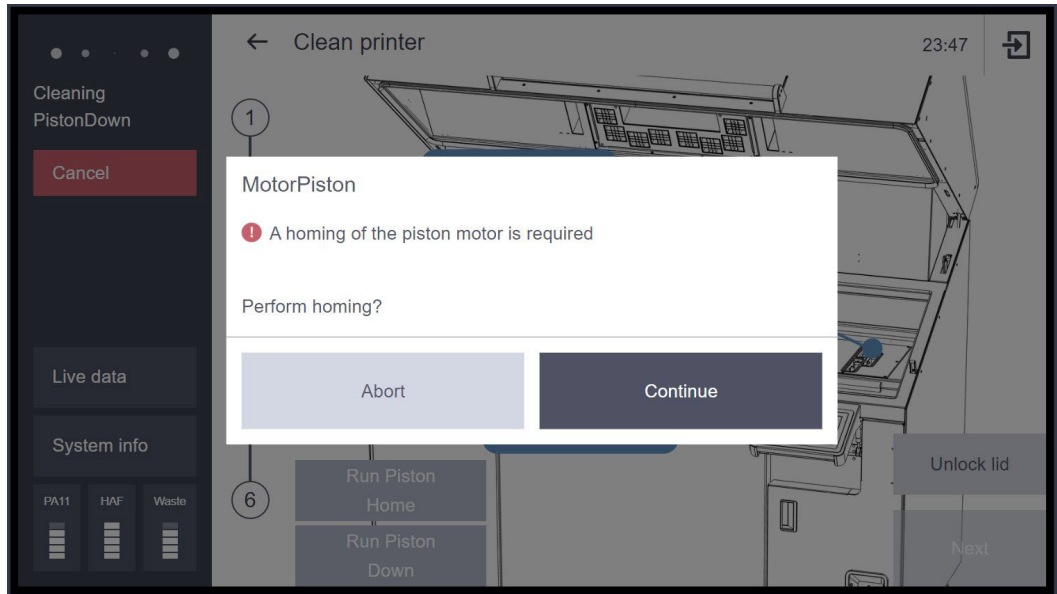 Clean printer
23:47
Cleaning
PistonDown
Cancel
1
MotorPiston
A homing of the piston motor is required
Perform homing?
Abort
Continue
Live data
System info
PA11
HAF
Waste
6
Run Piston
Home
Run Piston
Down
Unlock lid
Next